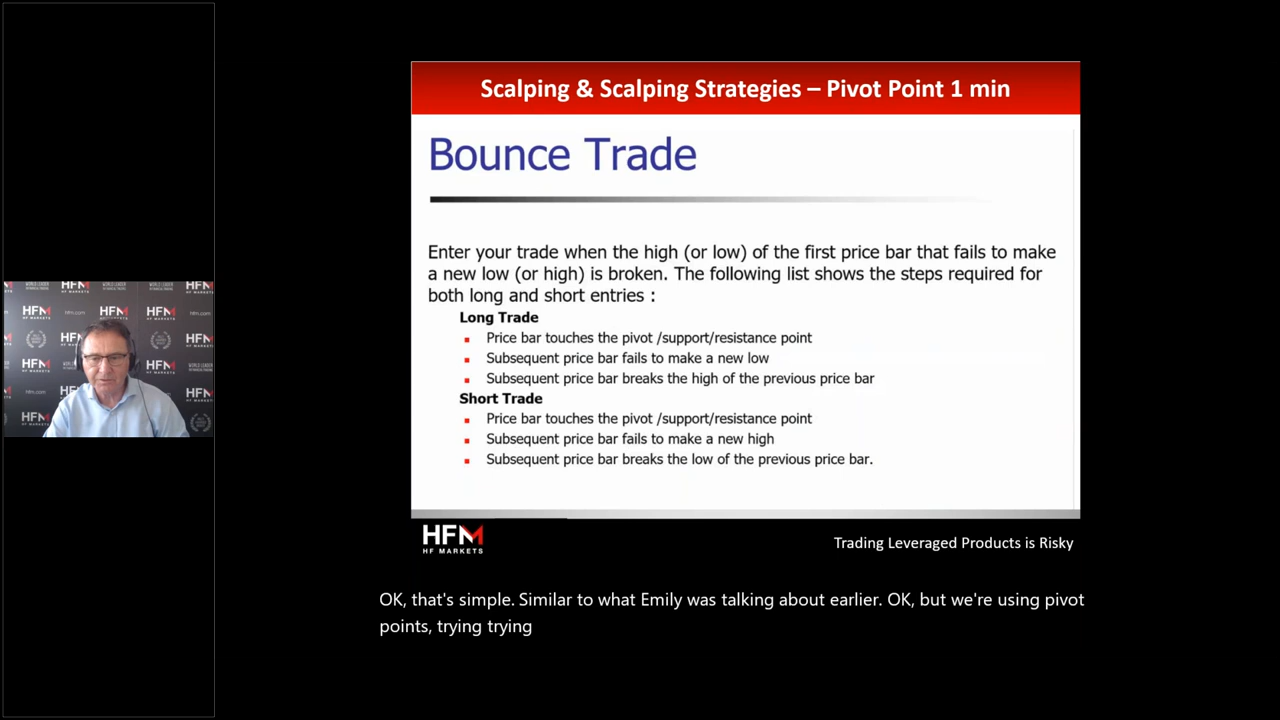 Scalping & Scalping Strategies – Pivot Point 1 min
Bounce Trade
Enter your trade when the high (or low) of the first price bar that fails to make
a new low (or high) is broken. The following list shows the steps required for
both long and short entries :
Long Trade
Price bar touches the pivot /support/resistance point
Subsequent price bar fails to make a new low
Subsequent price bar breaks the high of the previous price bar
Short Trade
Price bar touches the pivot /support/resistance point
Subsequent price bar fails to make a new high
Subsequent price bar breaks the low of the previous price bar.
HFM
HF MARKETS
Trading Leveraged Products is Risky
OK, that's simple. Similar to what Emily was talking about earlier. OK, but we're using pivot
points, trying trying
HFM
HFM
HFM
hfm.com
HFM